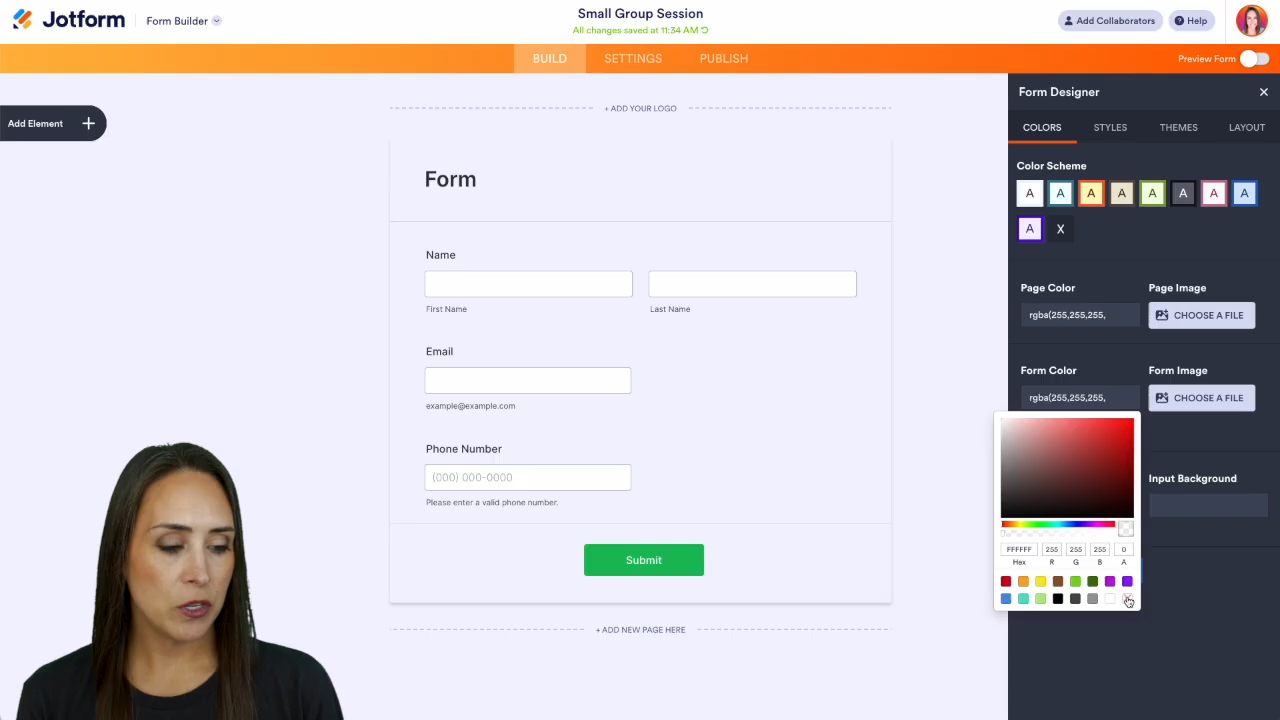 Jotform
Form Builder
Small Group Session
All changes saved at 11:34 AM
Add Collaborators
Help
BUILD
SETTINGS
PUBLISH
Preview Form
Add Element +
+ ADD YOUR LOGO
Form
Name
First Name
Last Name
Email
example@example.com
Phone Number
(000) 000-0000
Please enter a valid phone number.
Submit
+ ADD NEW PAGE HERE
Form Designer
COLORS
STYLES
THEMES
LAYOUT
Color Scheme
A A A A A A A A
A X
Page Color
Page Image
rgba(255,255,255,
CHOOSE A FILE
Form Color
Form Image
rgba(255,255,255,
CHOOSE A FILE
Input Background
FFFFFF 255 255 255 0
Hex R G B A